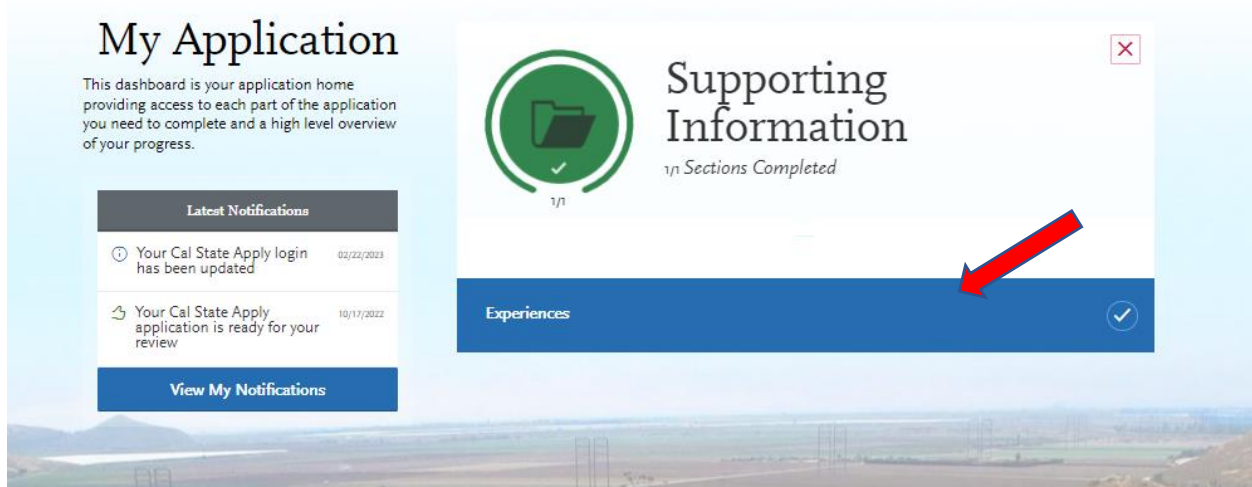 My Application
This dashboard is your application home
providing access to each part of the application
you need to complete and a high level overview
of your progress.
Latest Notifications
Your Cal State Apply login
has been updated
02/22/2023
Your Cal State Apply
application is ready for your
review
10/17/2022
View My Notifications
1/1
Supporting
Information
1/1 Sections Completed
Experiences